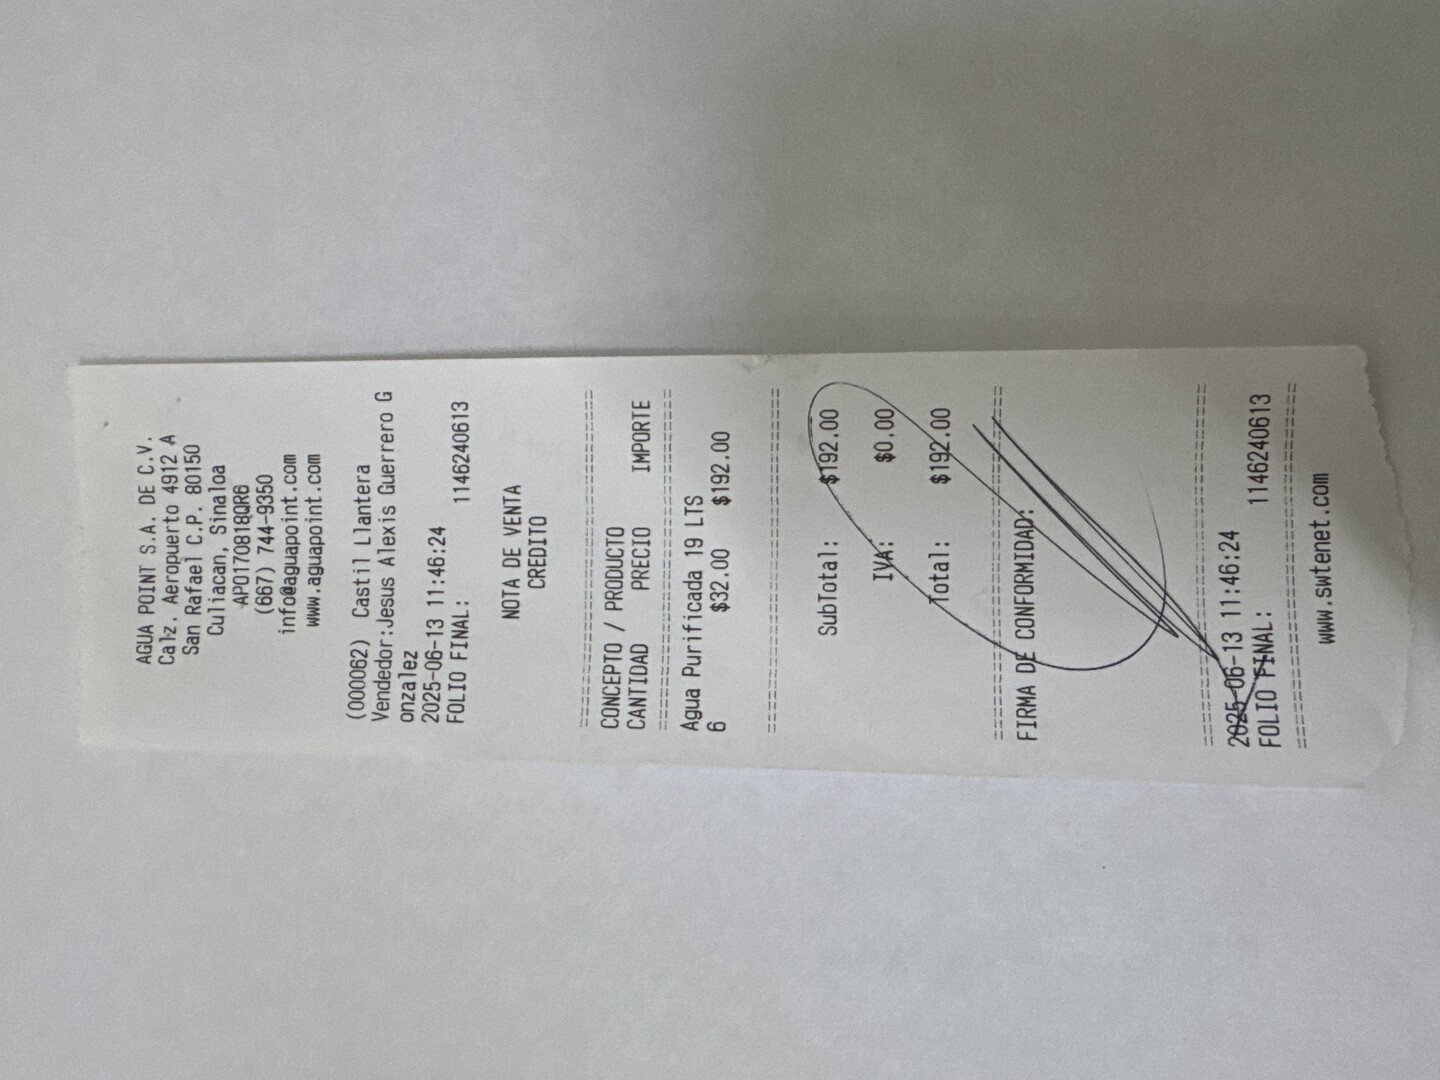 AGUA POINT S.A. DE C.V.
Calz. Aeropuerto 4912 A
San Rafael C.P. 80150
Culiacan, Sinaloa
APO170818QR6
(667) 744-9350
info@aguapoint.com
www.aguapoint.com
(000062) Castil Llantera
Vendedor:Jesus Alexis Guerrero G
onzalez
2025-06-13 11:46:24
FOLIO FINAL: 1146240613
NOTA DE VENTA
CREDITO
================================
CONCEPTO / PRODUCTO
CANTIDAD PRECIO IMPORTE
================================
Agua Purificada 19 LTS
6 $32.00 $192.00
================================
SubTotal: $192.00
IVA: $0.00
Total: $192.00
================================
FIRMA DE CONFORMIDAD:
================================
2025-06-13 11:46:24
FOLIO FINAL: 1146240613
================================
www.swtenet.com